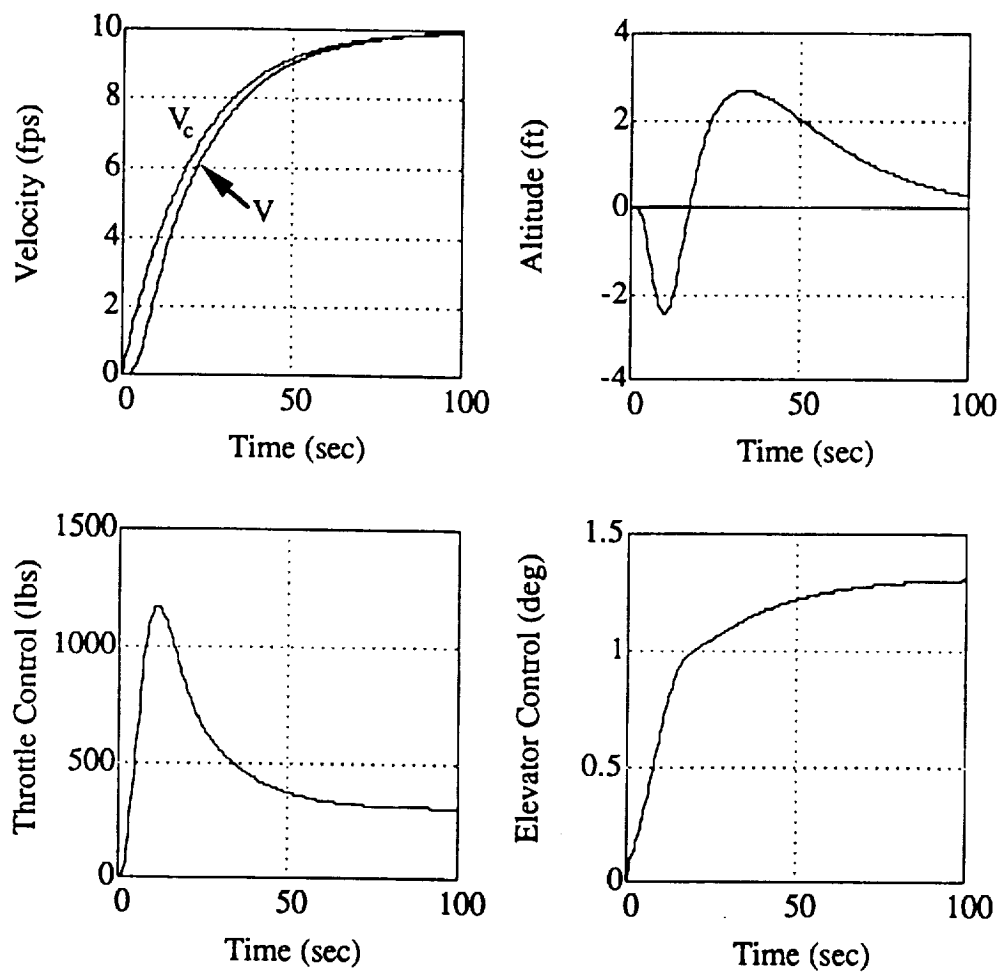 10
8
6
4
2
0
0 50 100
Velocity (fps)
Time (sec)
V_c
V
4
2
0
-2
-4
0 50 100
Altitude (ft)
Time (sec)
1500
1000
500
0
0 50 100
Throttle Control (lbs)
Time (sec)
1.5
1
0.5
0
0 50 100
Elevator Control (deg)
Time (sec)